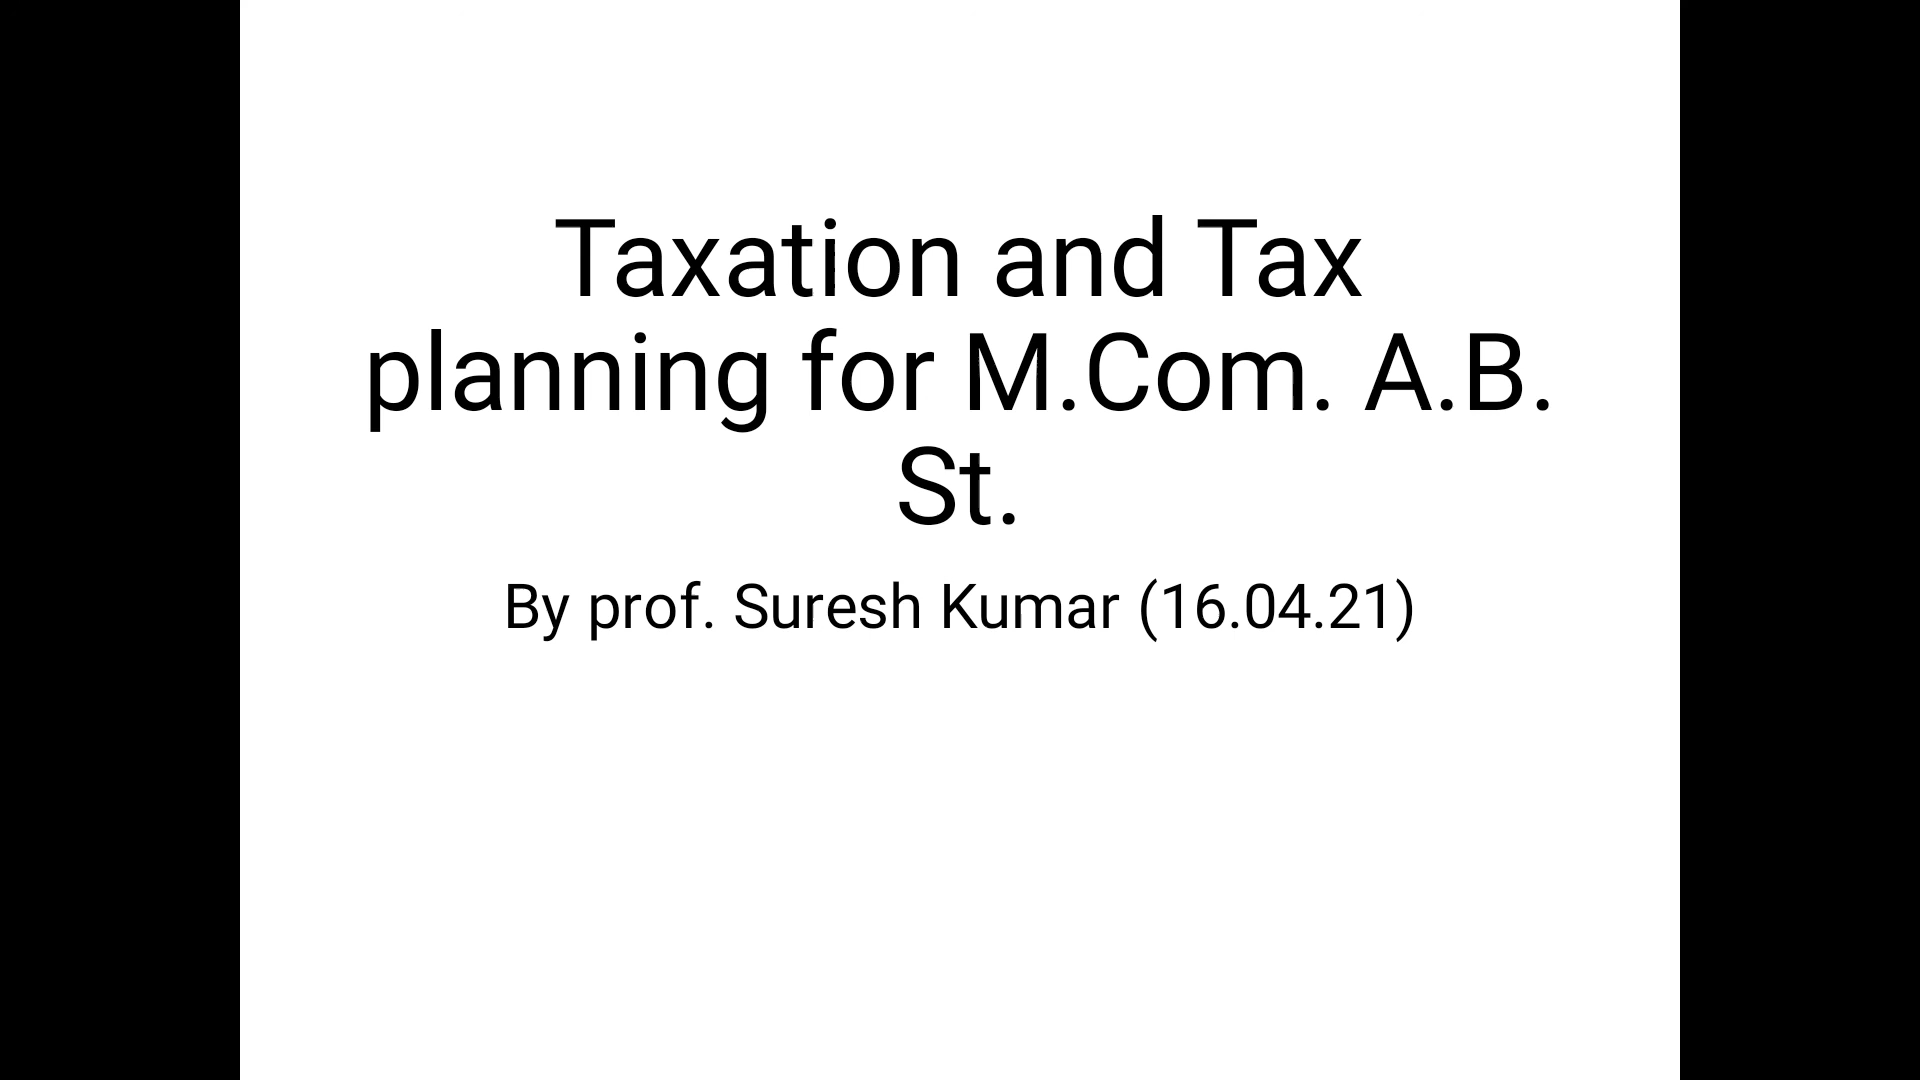 Taxation and Tax
planning for M.Com. A.B.
St.
By prof. Suresh Kumar (16.04.21)